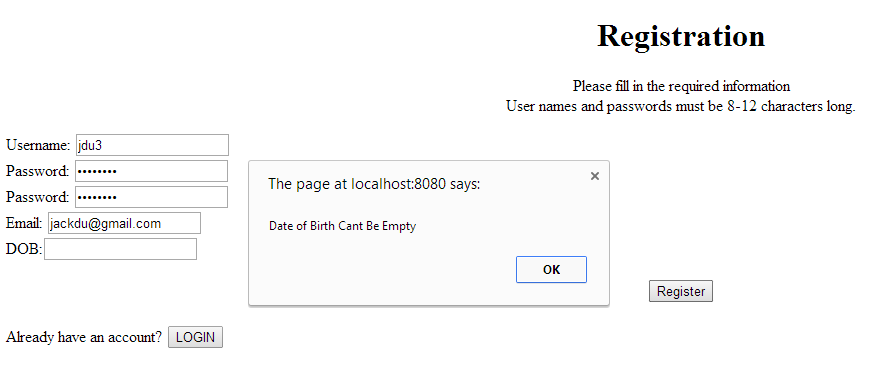 Registration
Please fill in the required information
User names and passwords must be 8-12 characters long.
Username: jdu3
Password: ••••••••
Password: ••••••••
Email: jackdu@gmail.com
DOB:
The page at localhost:8080 says:
×
Date of Birth Cant Be Empty
OK
Register
Already have an account? LOGIN